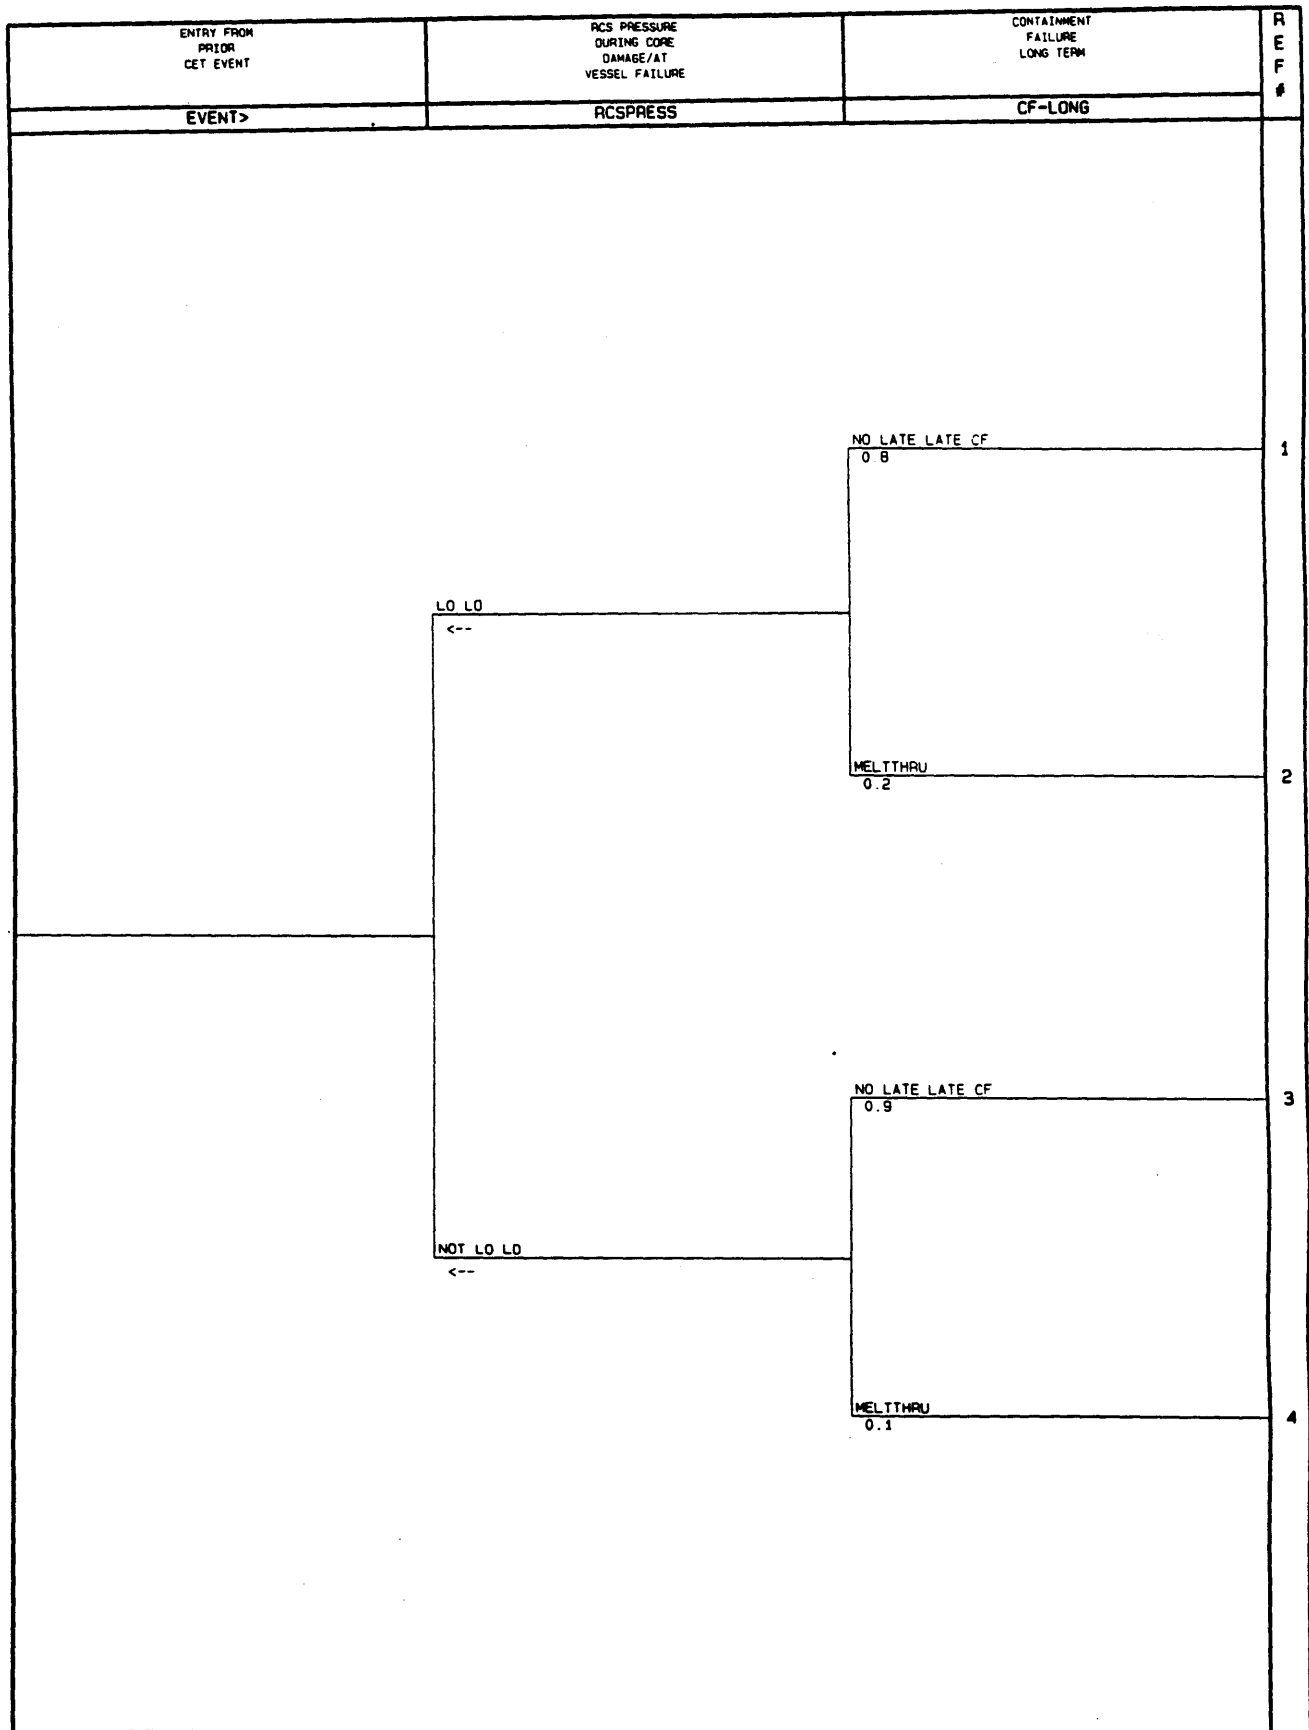 ENTRY FROM
PRIOR
CET EVENT
RCS PRESSURE
DURING CORE
DAMAGE/AT
VESSEL FAILURE
CONTAINMENT
FAILURE
LONG TERM
R
E
F
#
EVENT>
RCSPRESS
CF-LONG
NO LATE LATE CF
0.8
1
LO LO
<--
MELTTHRU
0.2
2
NO LATE LATE CF
0.9
3
NOT LO LO
<--
MELTTHRU
0.1
4